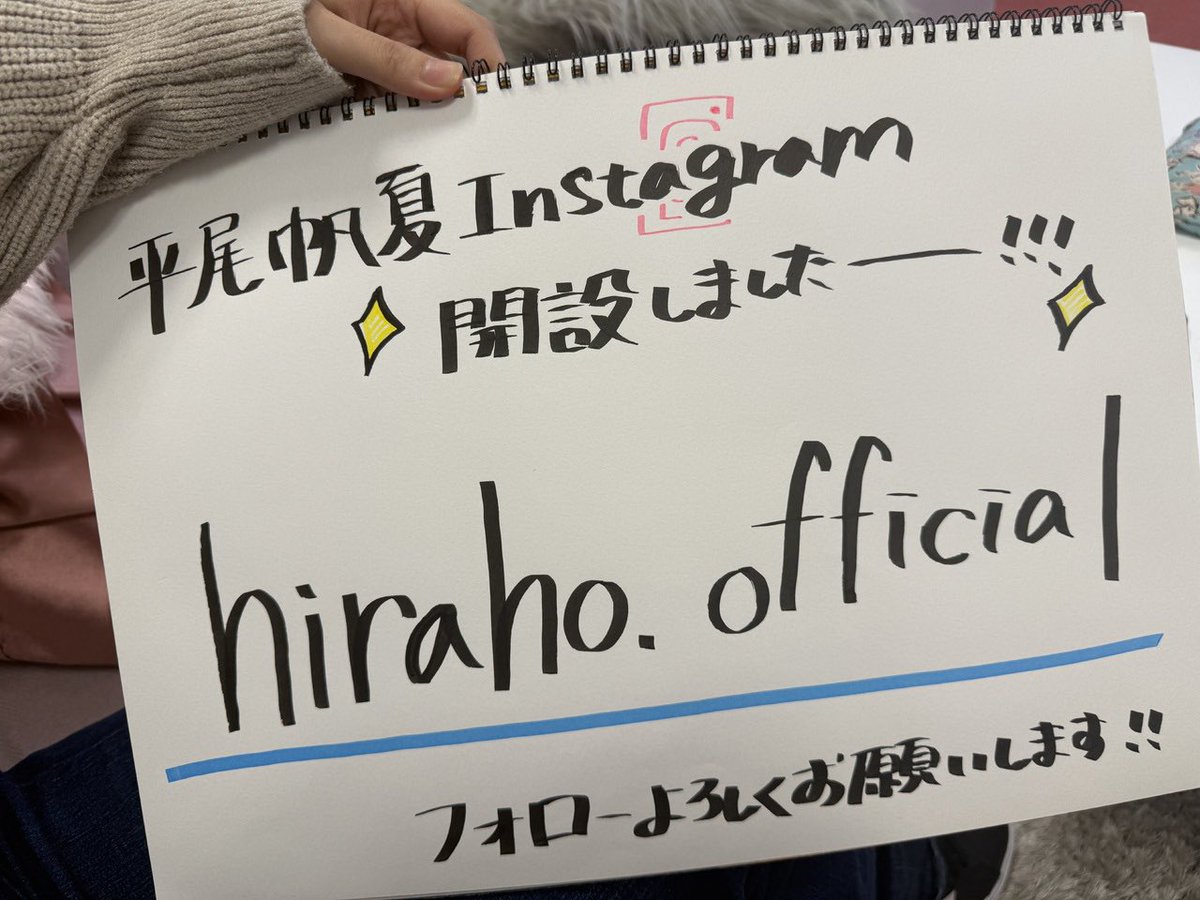 平尾帆夏Instagram
開設しましたー!!!
hiraho.official
フォローよろしくお願いします!!